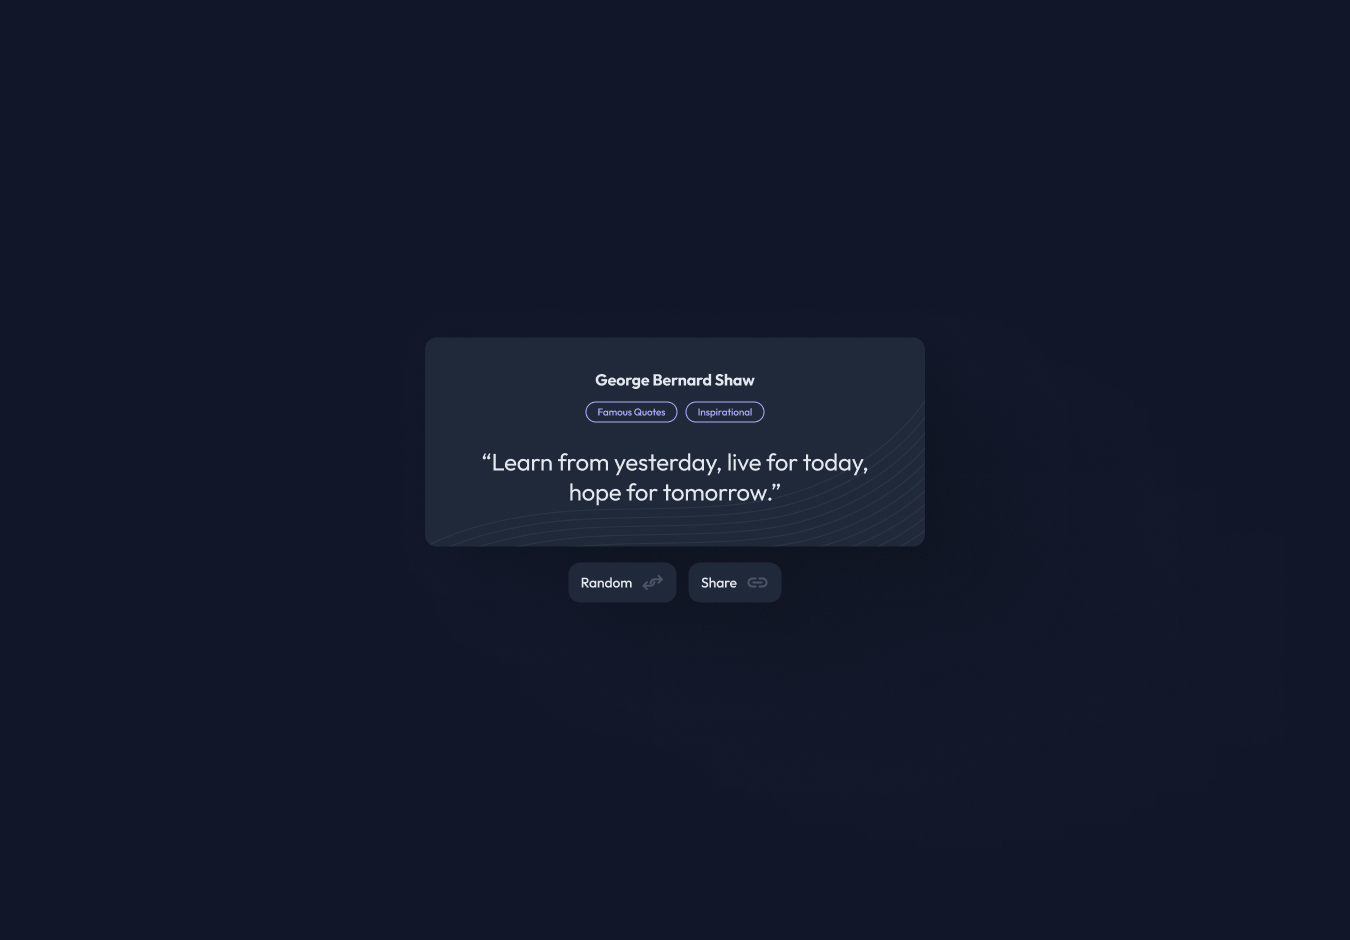 George Bernard Shaw
Famous Quotes Inspirational
“Learn from yesterday, live for today,
hope for tomorrow.”
Random Share